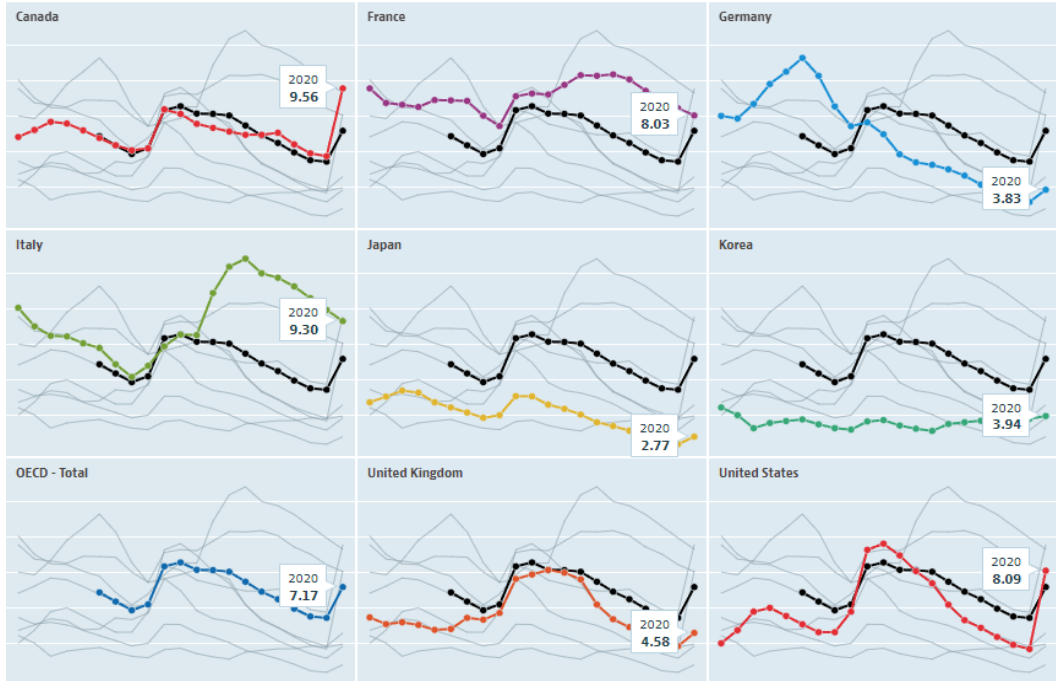 Canada
2020
9.56
France
2020
8.03
Germany
2020
3.83
Italy
2020
9.30
Japan
2020
2.77
Korea
2020
3.94
OECD - Total
2020
7.17
United Kingdom
2020
4.58
United States
2020
8.09